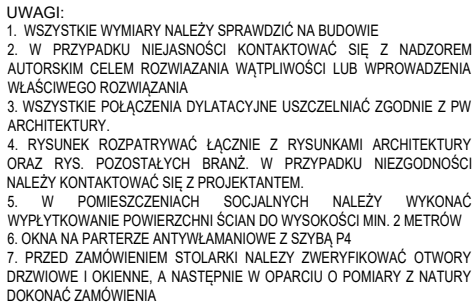 UWAGI:
1. WSZYSTKIE WYMIARY NALEŻY SPRAWDZIĆ NA BUDOWIE
2. W PRZYPADKU NIEJASNOŚCI KONTAKTOWAĆ SIĘ Z NADZOREM
AUTORSKIM CELEM ROZWIAZANIA WĄTPLIWOŚCI LUB WPROWADZENIA
WŁAŚCIWEGO ROZWIĄZANIA
3. WSZYSTKIE POŁĄCZENIA DYLATACYJNE USZCZELNIAĆ ZGODNIE Z PW
ARCHITEKTURY.
4. RYSUNEK ROZPATRYWAĆ ŁĄCZNIE Z RYSUNKAMI ARCHITEKTURY
ORAZ RYS. POZOSTAŁYCH BRANŻ. W PRZYPADKU NIEZGODNOŚCI
NALEŻY KONTAKTOWAĆ SIĘ Z PROJEKTANTEM.
5. W POMIESZCZENIACH SOCJALNYCH NALEŻY WYKONAĆ
WYPŁYTKOWANIE POWIERZCHNI ŚCIAN DO WYSOKOŚCI MIN. 2 METRÓW
6. OKNA NA PARTERZE ANTYWŁAMANIOWE Z SZYBĄ P4
7. PRZED ZAMÓWIENIEM STOLARKI NALEZY ZWERYFIKOWAĆ OTWORY
DRZWIOWE I OKIENNE, A NASTĘPNIE W OPARCIU O POMIARY Z NATURY
DOKONAĆ ZAMÓWIENIA